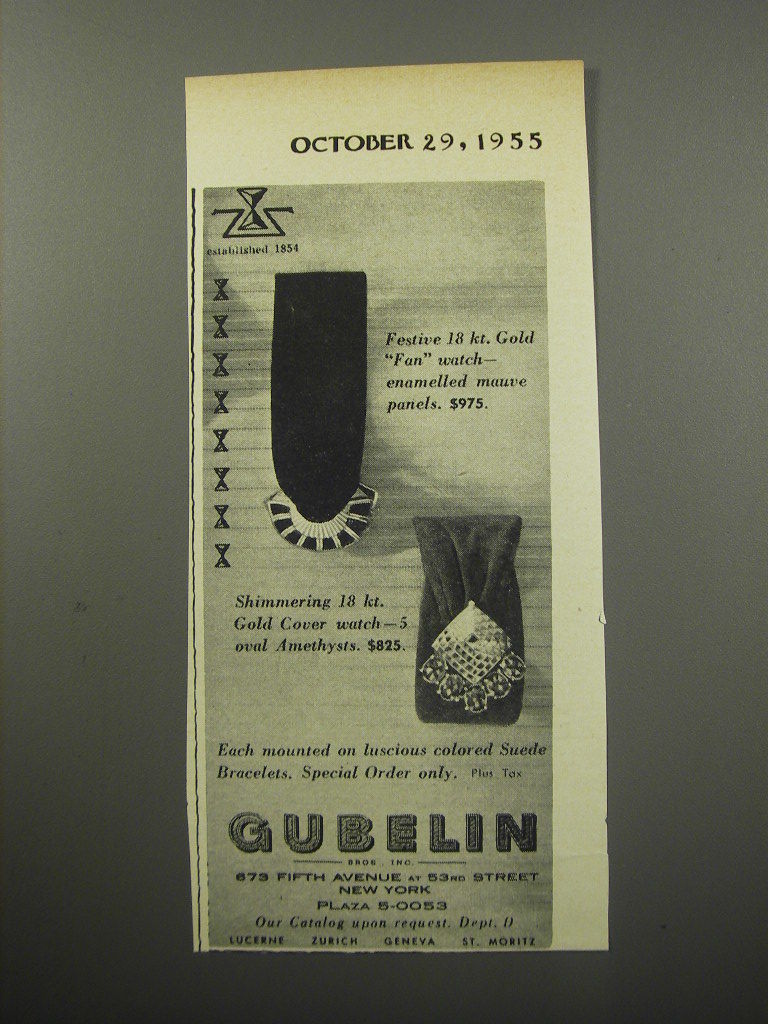 OCTOBER 29, 1955
established 1854
Festive 18 kt. Gold
"Fan" watch—
enamelled mauve
panels. $975.
Shimmering 18 kt.
Gold Cover watch—5
oval Amethysts. $825.
Each mounted on luscious colored Suede
Bracelets. Special Order only. Plus Tax
GUBELIN
BROS., INC.
673 FIFTH AVENUE AT 53RD STREET
NEW YORK
PLAZA 5-0053
Our Catalog upon request. Dept. D
LUCERNE ZURICH GENEVA ST. MORITZ